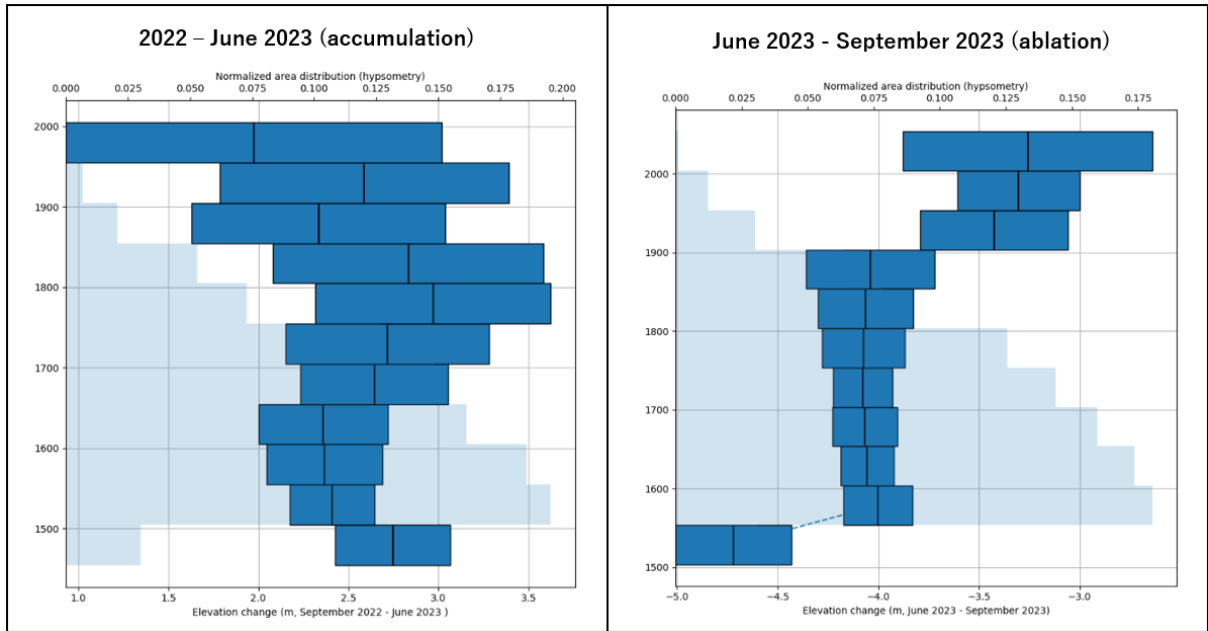 2022 – June 2023 (accumulation)
Normalized area distribution (hypsometry)
0.000 0.025 0.050 0.075 0.100 0.125 0.150 0.175 0.200
2000
1900
1800
1700
1600
1500
1.0 1.5 2.0 2.5 3.0 3.5
Elevation change (m, September 2022 - June 2023 )
June 2023 - September 2023 (ablation)
Normalized area distribution (hypsometry)
0.000 0.025 0.050 0.075 0.100 0.125 0.150 0.175
2000
1900
1800
1700
1600
1500
−5.0 −4.5 −4.0 −3.5 −3.0
Elevation change (m, June 2023 - September 2023)